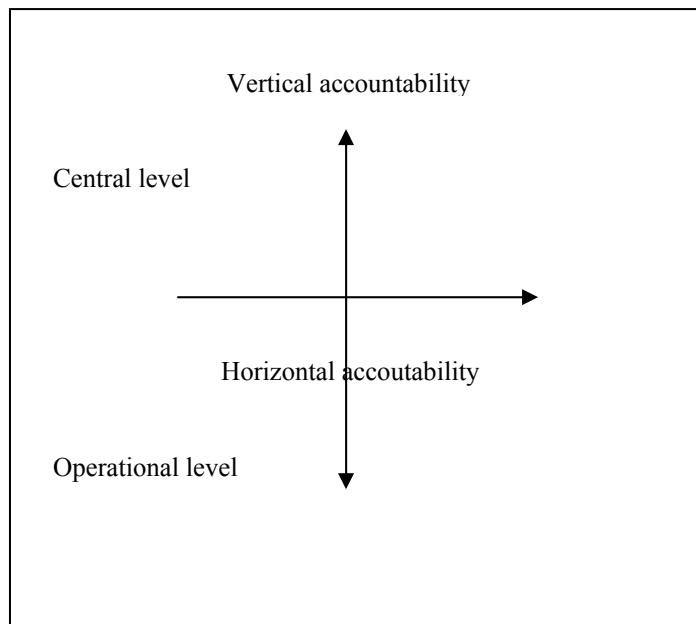 Vertical accountability
Central level
Horizontal accoutability
Operational level